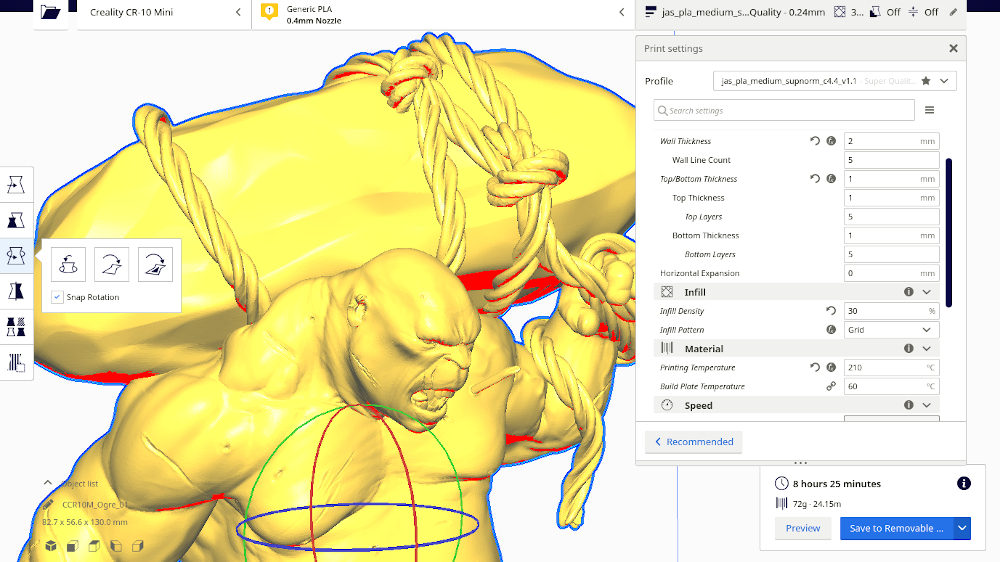 Creality CR-10 Mini
Generic PLA
0.4mm Nozzle
jas_pla_medium_s...Quality - 0.24mm
3...
Off
Off
Print settings
Profile
jas_pla_medium_supnorm_c4.4_v1.1
Super Qualit...
Search settings
Wall Thickness 2 mm
Wall Line Count 5
Top/Bottom Thickness 1 mm
Top Thickness 1 mm
Top Layers 5
Bottom Thickness 1 mm
Bottom Layers 5
Horizontal Expansion 0 mm
Infill
Infill Density 30 %
Infill Pattern Grid
Material
Printing Temperature 210 °C
Build Plate Temperature 60 °C
Speed
Recommended
Snap Rotation
Object list
CCR10M_Ogre_01
82.7 x 56.6 x 130.0 mm
8 hours 25 minutes
72g · 24.15m
Preview
Save to Removable ...